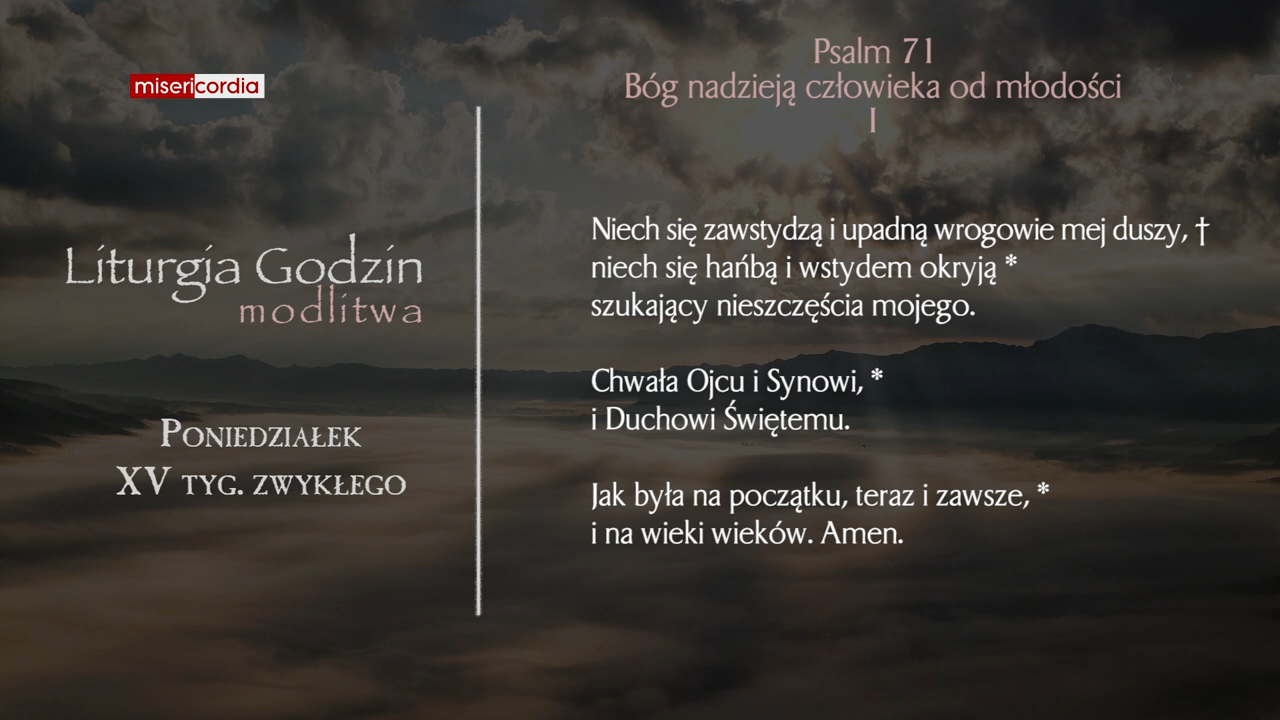 misericordia
Liturgia Godzin
modlitwa
Poniedziałek
XV tyg. zwykłego
Psalm 71
Bóg nadzieją człowieka od młodości
I
Niech się zawstydzą i upadną wrogowie mej duszy, †
niech się hańbą i wstydem okryją *
szukający nieszczęścia mojego.
Chwała Ojcu i Synowi, *
i Duchowi Świętemu.
Jak była na początku, teraz i zawsze, *
i na wieki wieków. Amen.